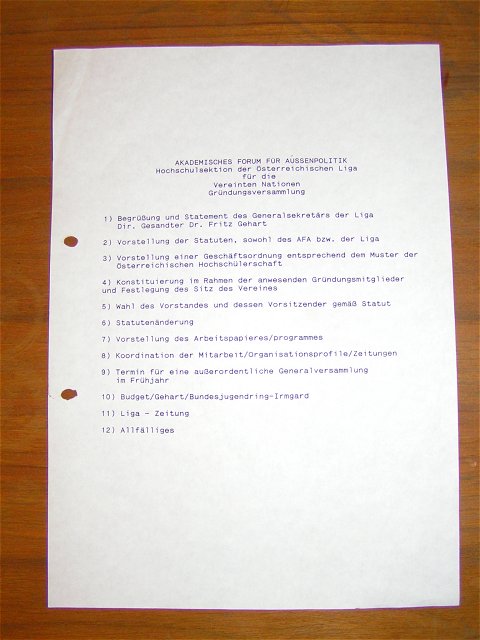 AKADEMISCHES FORUM FÜR AUSSENPOLITIK
Hochschulsektion der Österreichischen Liga
für die
Vereinten Nationen
Gründungsversammlung
1) Begrüßung und Statement des Generalsekretärs der Liga
Dir. Gesandter Dr. Fritz Gehart
2) Vorstellung der Statuten, sowohl des AFA bzw. der Liga
3) Vorstellung einer Geschäftsordnung entsprechend dem Muster der
Österreichischen Hochschülerschaft
4) Konstituierung im Rahmen der anwesenden Gründungsmitglieder
und Festlegung des Sitz des Vereines
5) Wahl des Vorstandes und dessen Vorsitzender gemäß Statut
6) Statutenänderung
7) Vorstellung des Arbeitspapieres/programmes
8) Koordination der Mitarbeit/Organisationsprofile/Zeitungen
9) Termin für eine außerordentliche Generalversammlung
im Frühjahr
10) Budget/Gehart/Bundesjugendring-Irmgard
11) Liga - Zeitung
12) Allfälliges